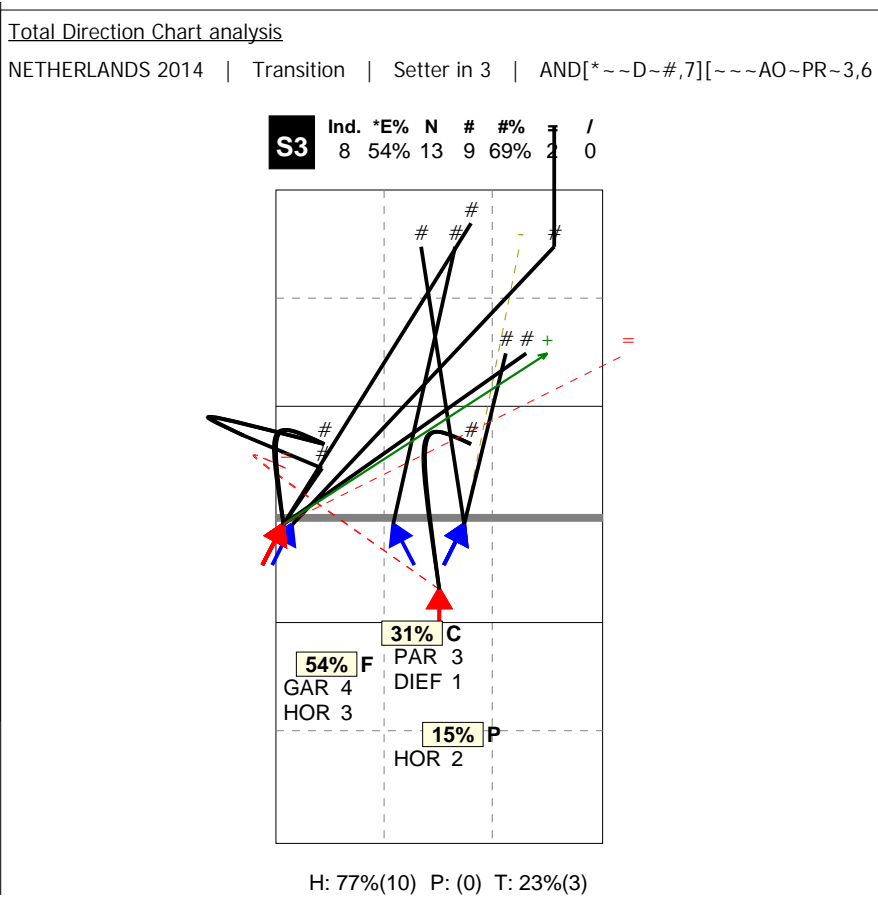 Total Direction Chart analysis
NETHERLANDS 2014 | Transition | Setter in 3 | AND[*~~D~#,7][~~~AO~PR~3,6
S3 Ind. *E% N # #% = /
8 54% 13 9 69% 2 0
#
# # - #
# # + =
# #
= #
31% C
PAR 3
DIEF 1
54% F
GAR 4
HOR 3
15% P
HOR 2
H: 77%(10) P: (0) T: 23%(3)